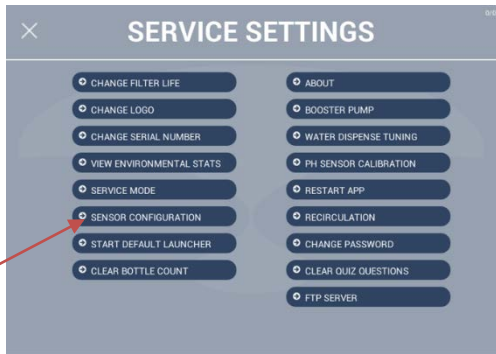 SERVICE SETTINGS
CHANGE FILTER LIFE
CHANGE LOGO
CHANGE SERIAL NUMBER
VIEW ENVIRONMENTAL STATS
SERVICE MODE
SENSOR CONFIGURATION
START DEFAULT LAUNCHER
CLEAR BOTTLE COUNT
ABOUT
BOOSTER PUMP
WATER DISPENSE TUNING
PH SENSOR CALIBRATION
RESTART APP
RECIRCULATION
CHANGE PASSWORD
CLEAR QUIZ QUESTIONS
FTP SERVER